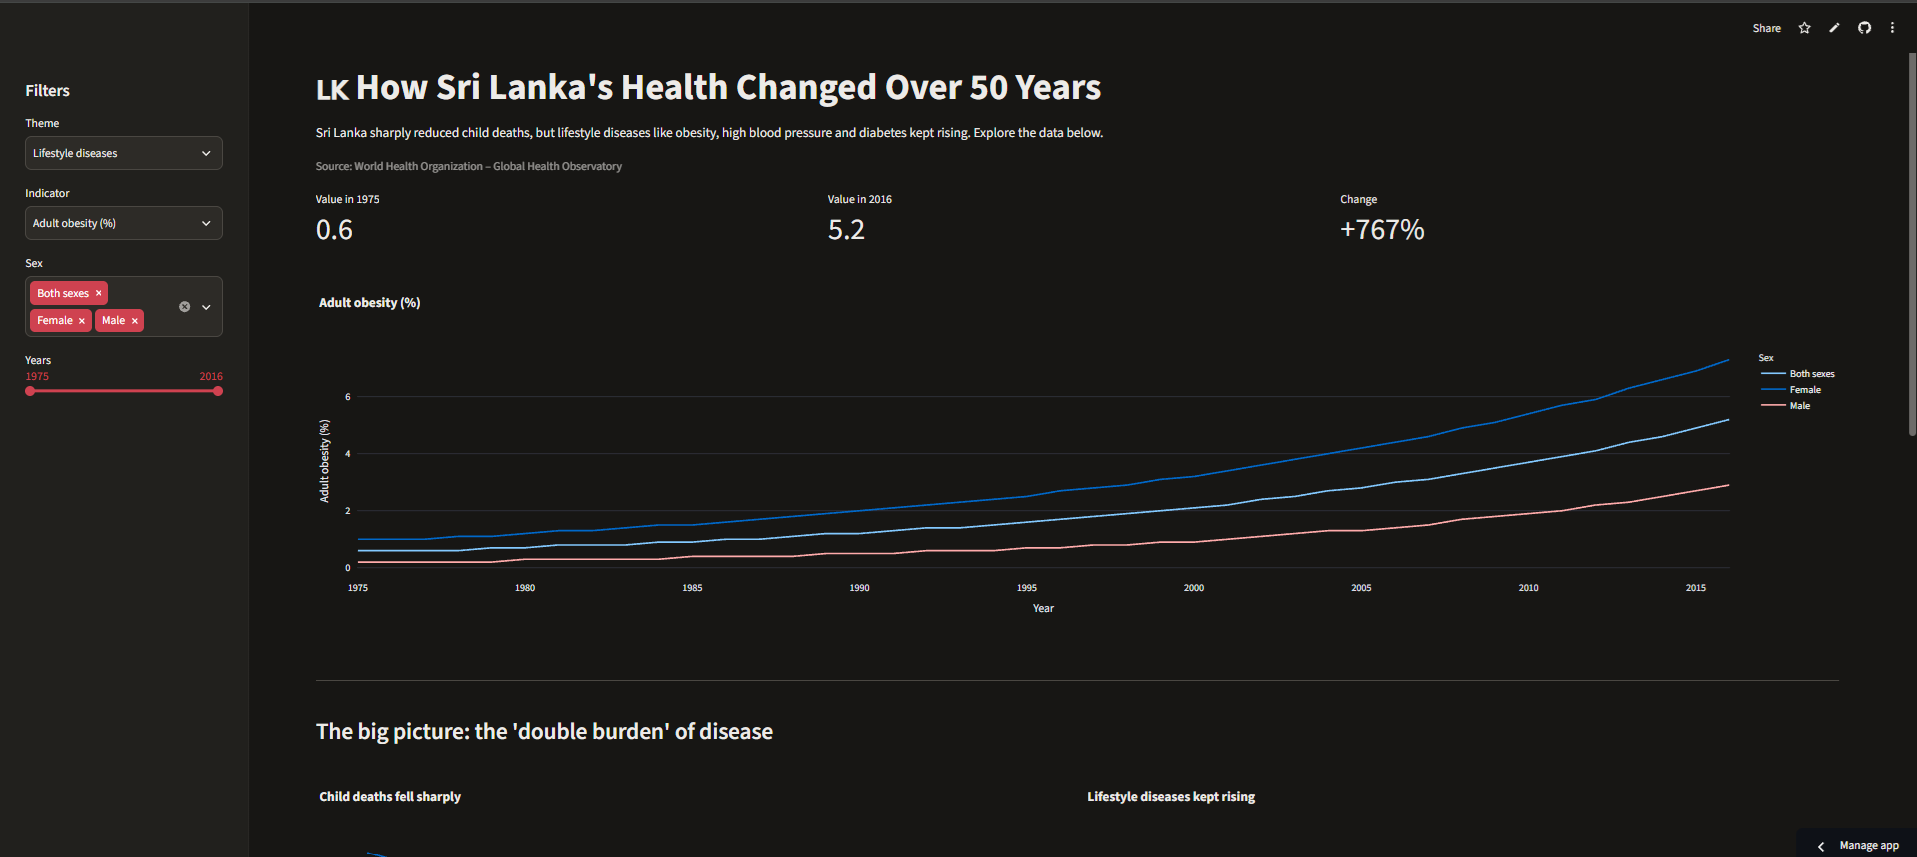 Share
Filters
Theme
Lifestyle diseases
Indicator
Adult obesity (%)
Sex
Both sexes ×
Female × Male ×
Years
1975 2016
LK How Sri Lanka's Health Changed Over 50 Years
Sri Lanka sharply reduced child deaths, but lifestyle diseases like obesity, high blood pressure and diabetes kept rising. Explore the data below.
Source: World Health Organization – Global Health Observatory
Value in 1975
0.6
Value in 2016
5.2
Change
+767%
Adult obesity (%)
Adult obesity (%)
6
4
2
0
1975 1980 1985 1990 1995 2000 2005 2010 2015
Year
Sex
Both sexes
Female
Male
The big picture: the 'double burden' of disease
Child deaths fell sharply
Lifestyle diseases kept rising
Manage app